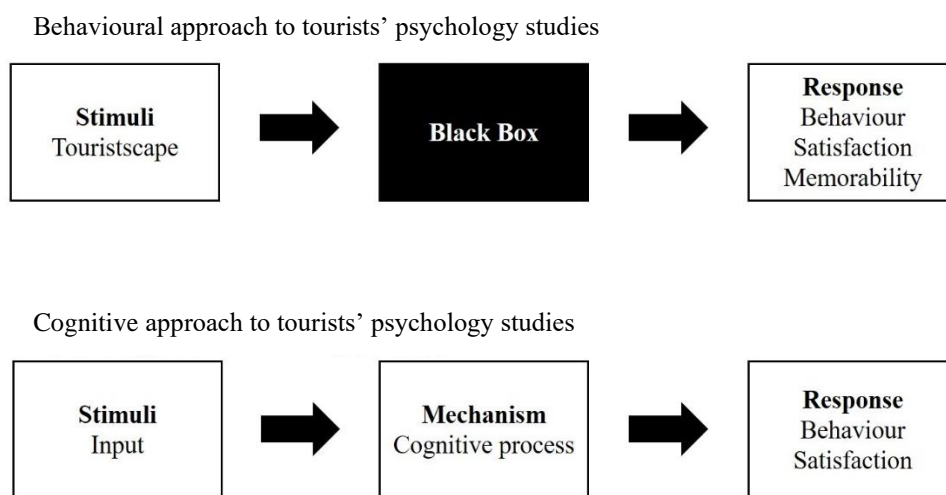 Behavioural approach to tourists’ psychology studies
Stimuli
Touristscape
Black Box
Response
Behaviour
Satisfaction
Memorability
Cognitive approach to tourists’ psychology studies
Stimuli
Input
Mechanism
Cognitive process
Response
Behaviour
Satisfaction